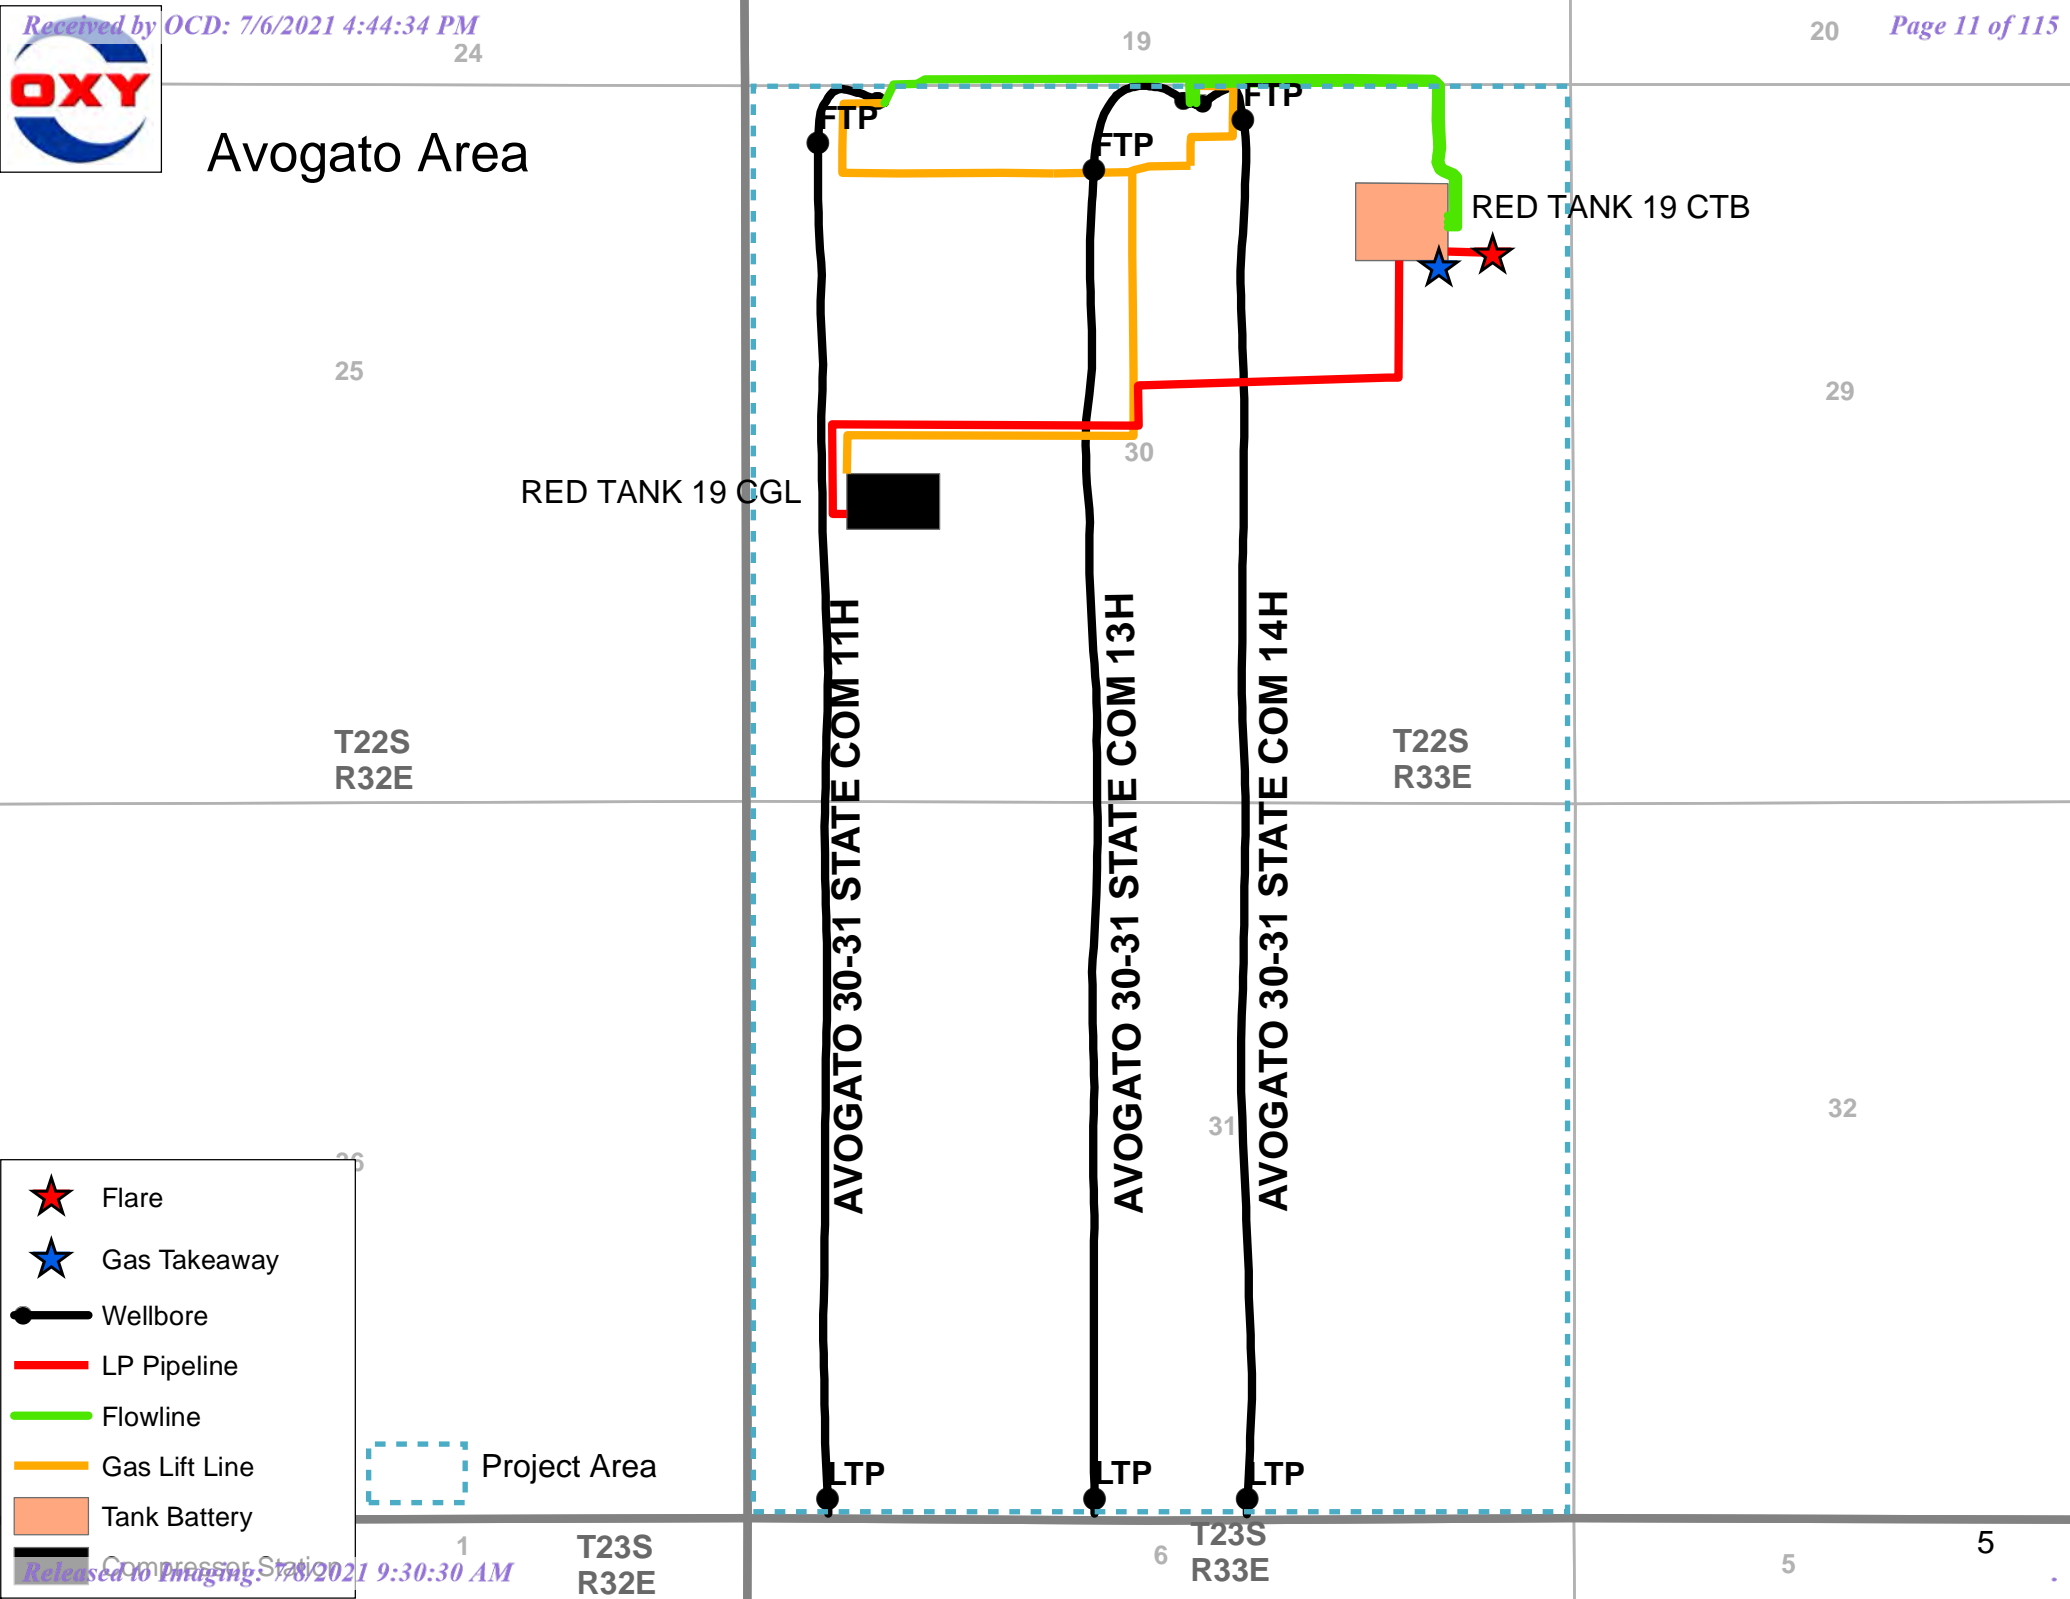 Received by OCD: 7/6/2021 4:44:34 PM
Page 11 of 115
24
19
20
OXY
Avogato Area
FTP
FTP
FTP
RED TANK 19 CTB
25
29
30
RED TANK 19 CGL
AVOGATO 30-31 STATE COM 11H
AVOGATO 30-31 STATE COM 13H
AVOGATO 30-31 STATE COM 14H
T22S
R32E
T22S
R33E
31
32
36
Flare
Gas Takeaway
Wellbore
LP Pipeline
Flowline
Gas Lift Line
Tank Battery
Compressor Station
Project Area
LTP
LTP
LTP
1
T23S
R32E
6
T23S
R33E
5
5
Released to Imaging: 7/8/2021 9:30:30 AM